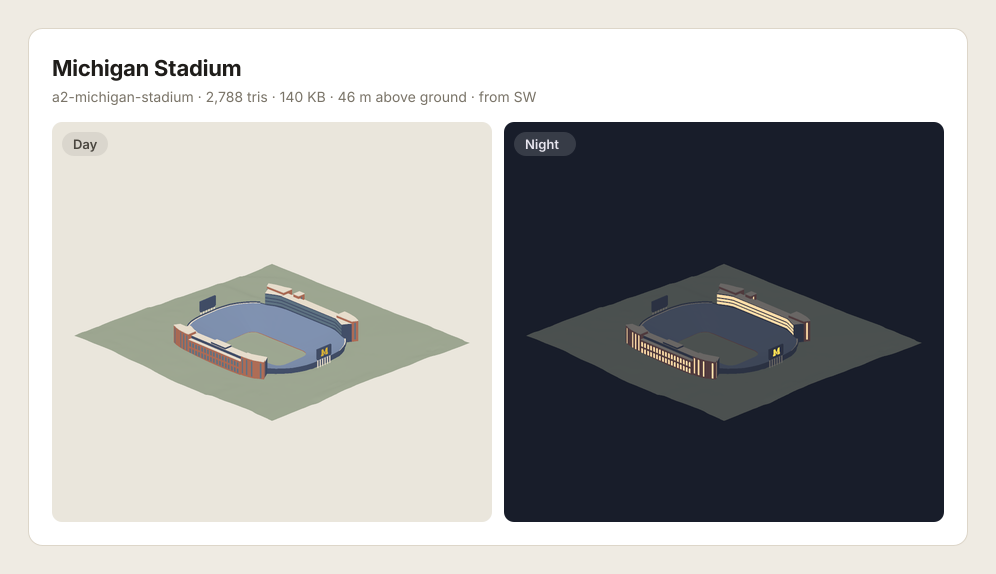 Michigan Stadium
a2-michigan-stadium · 2,788 tris · 140 KB · 46 m above ground · from SW
Day
Night
M
M